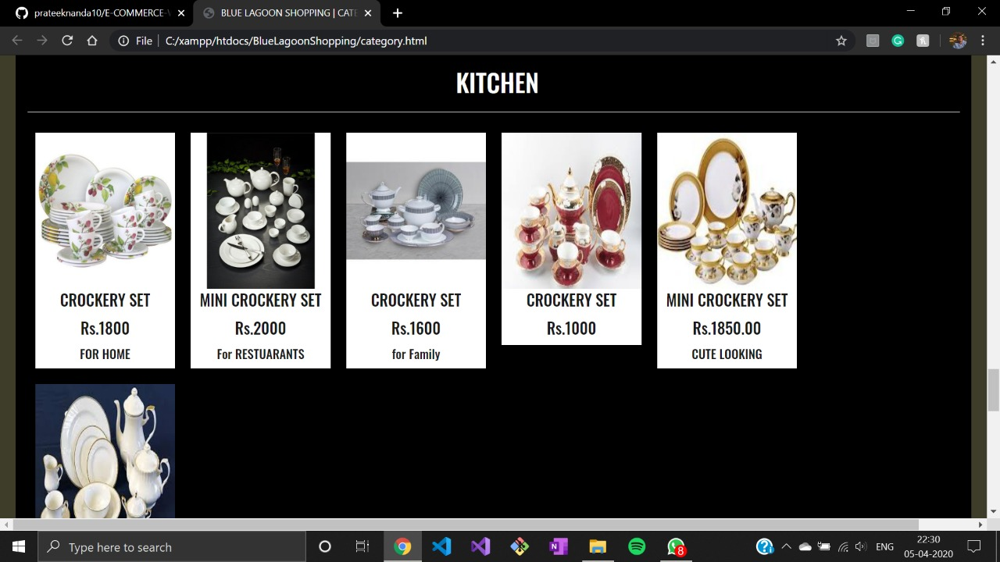 prateeknanda10/E-COMMERCE-
BLUE LAGOON SHOPPING | CATE
File
C:/xampp/htdocs/BlueLagoonShopping/category.html
KITCHEN
CROCKERY SET
Rs.1800
FOR HOME
MINI CROCKERY SET
Rs.2000
For RESTUARANTS
CROCKERY SET
Rs.1600
for Family
CROCKERY SET
Rs.1000
MINI CROCKERY SET
Rs.1850.00
CUTE LOOKING
Type here to search
8
ENG
22:30
05-04-2020